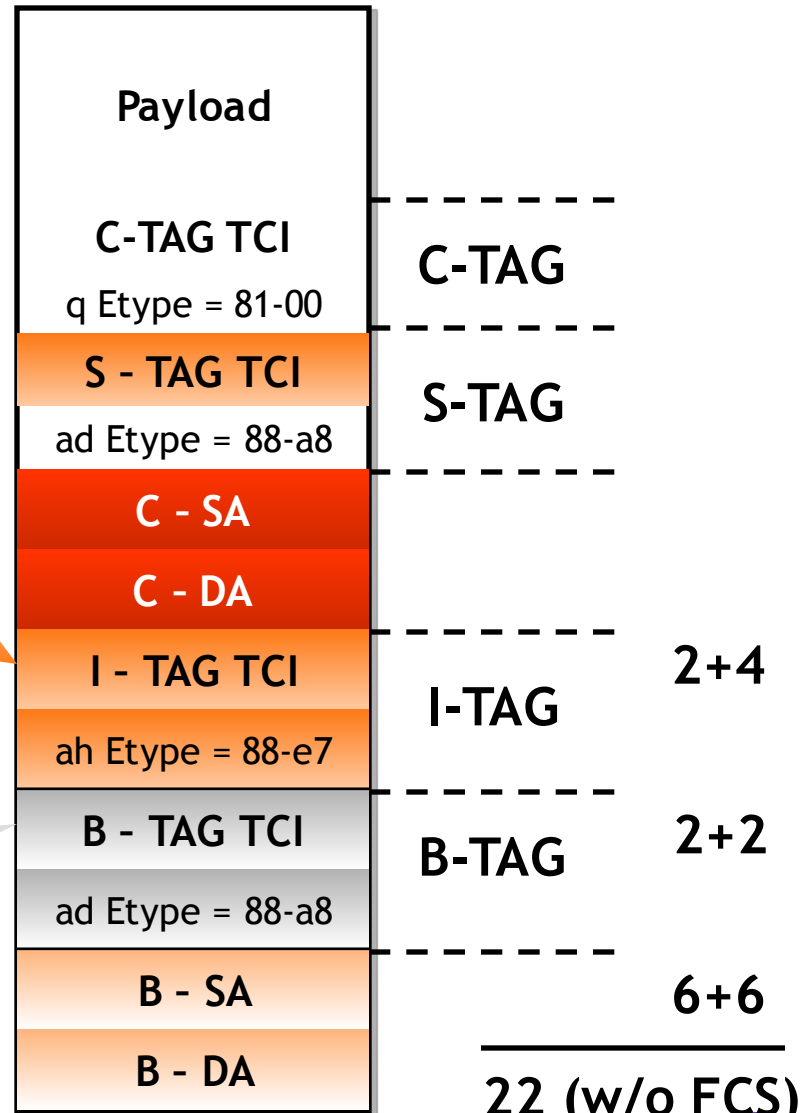 Payload
C-TAG TCI
q Etype = 81-00
C-TAG
S - TAG TCI
ad Etype = 88-a8
S-TAG
C - SA
C - DA
I - TAG TCI
ah Etype = 88-e7
I-TAG
2+4
B - TAG TCI
ad Etype = 88-a8
B-TAG
2+2
B - SA
6+6
B - DA
22 (w/o FCS)